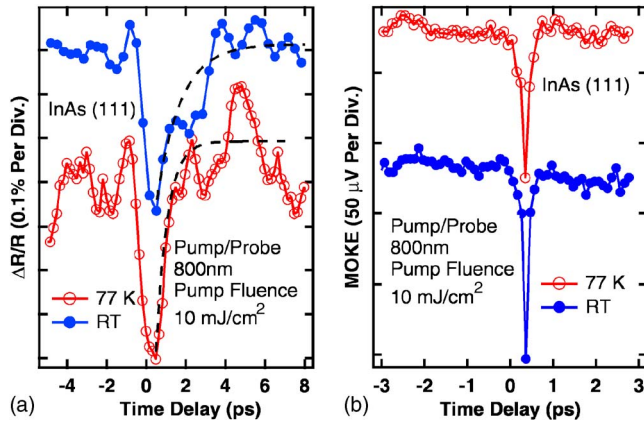 (a)
ΔR/R (0.1% Per Div.)
InAs (111)
Pump/Probe
800nm
Pump Fluence
10 mJ/cm²
77 K
RT
-4 -2 0 2 4 6 8
Time Delay (ps)
(b)
MOKE (50 μV Per Div.)
InAs (111)
Pump/Probe
800nm
Pump Fluence
10 mJ/cm²
77 K
RT
-3 -2 -1 0 1 2 3
Time Delay (ps)